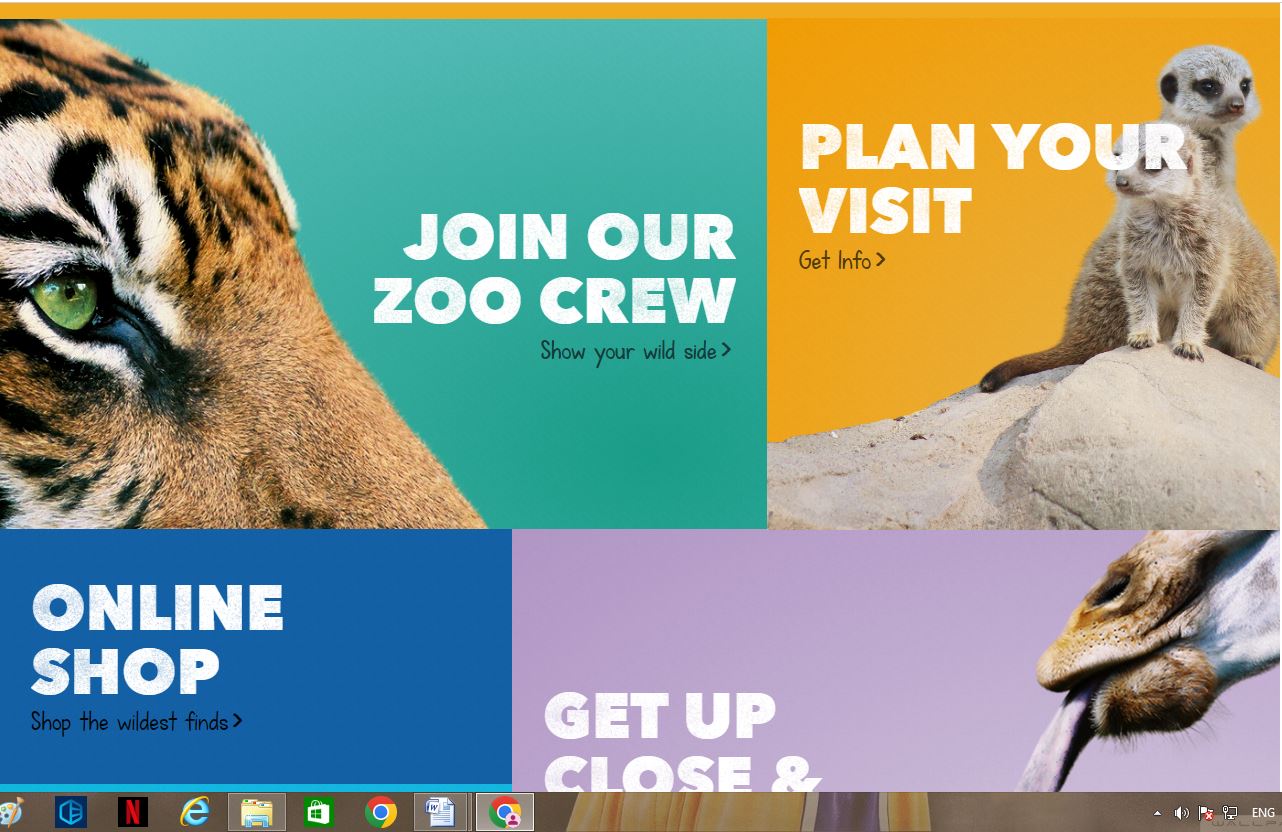 JOIN OUR
ZOO CREW
Show your wild side >
PLAN YOUR
VISIT
Get Info >
ONLINE
SHOP
Shop the wildest finds >
GET UP
CLOSE &
ENG